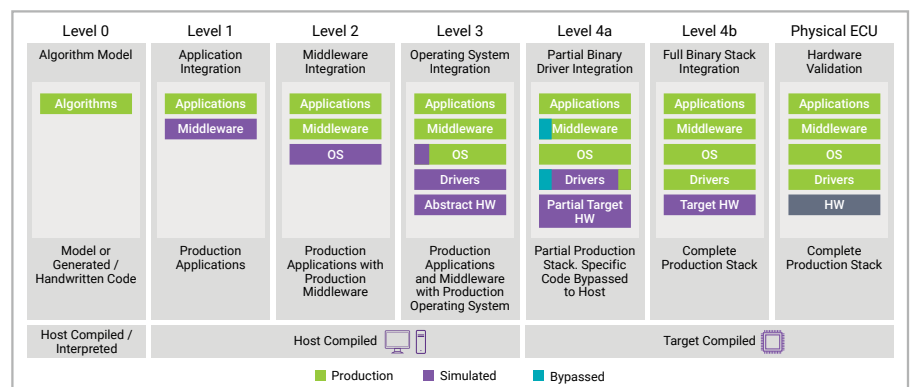 Level 0
Level 1
Level 2
Level 3
Level 4a
Level 4b
Physical ECU
Algorithm Model
Application
Integration
Middleware
Integration
Operating System
Integration
Partial Binary
Driver Integration
Full Binary Stack
Integration
Hardware
Validation
Algorithms
Applications
Middleware
Applications
Middleware
OS
Applications
Middleware
OS
Drivers
Abstract HW
Applications
Middleware
OS
Drivers
Partial Target
HW
Applications
Middleware
OS
Drivers
Target HW
Applications
Middleware
OS
Drivers
HW
Model or
Generated /
Handwritten Code
Production
Applications
Production
Applications with
Production
Middleware
Production
Applications
and Middleware
with Production
Operating System
Partial Production
Stack. Specific
Code Bypassed
to Host
Complete
Production Stack
Complete
Production Stack
Host Compiled /
Interpreted
Host Compiled
Target Compiled
Production
Simulated
Bypassed